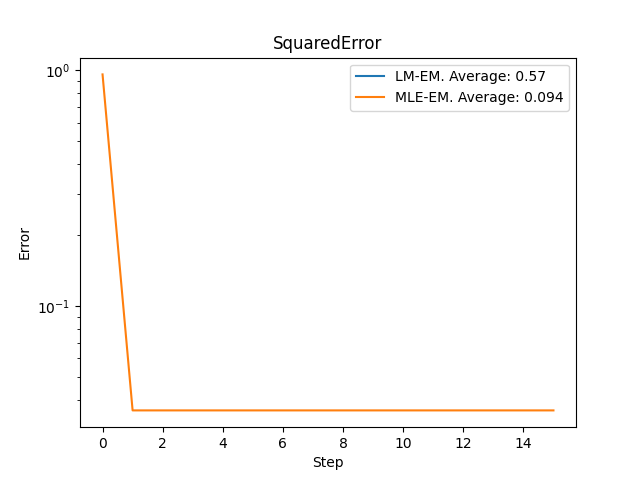 SquaredError
LM-EM. Average: 0.57
MLE-EM. Average: 0.094
10⁰
10⁻¹
Error
0 2 4 6 8 10 12 14
Step